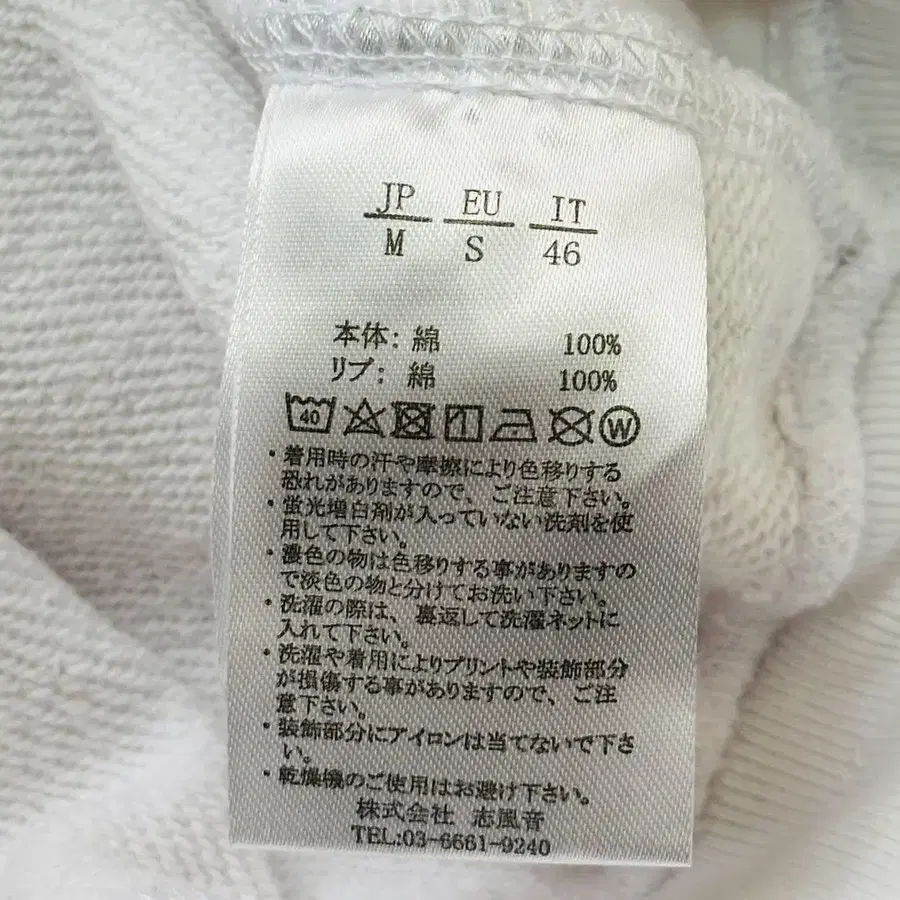 JP EU IT
M S 46
本体: 綿 100%
リブ: 綿 100%
40 W
・着用時の汗や摩擦により色移りする
恐れがありますので、ご注意下さい。
・蛍光増白剤が入っていない洗剤を使
用して下さい。
・濃色の物は色移りする事がありますの
で淡色の物と分けてお洗い下さい。
・洗濯の際は、裏返して洗濯ネットに
入れて下さい。
・洗濯や着用によりプリントや装飾部分
が損傷する事がありますので、ご注
意下さい。
・装飾部分にアイロンは当てないで下さ
い。
・乾燥機のご使用はお避け下さい。
株式会社 志風音
TEL:03-6661-9240